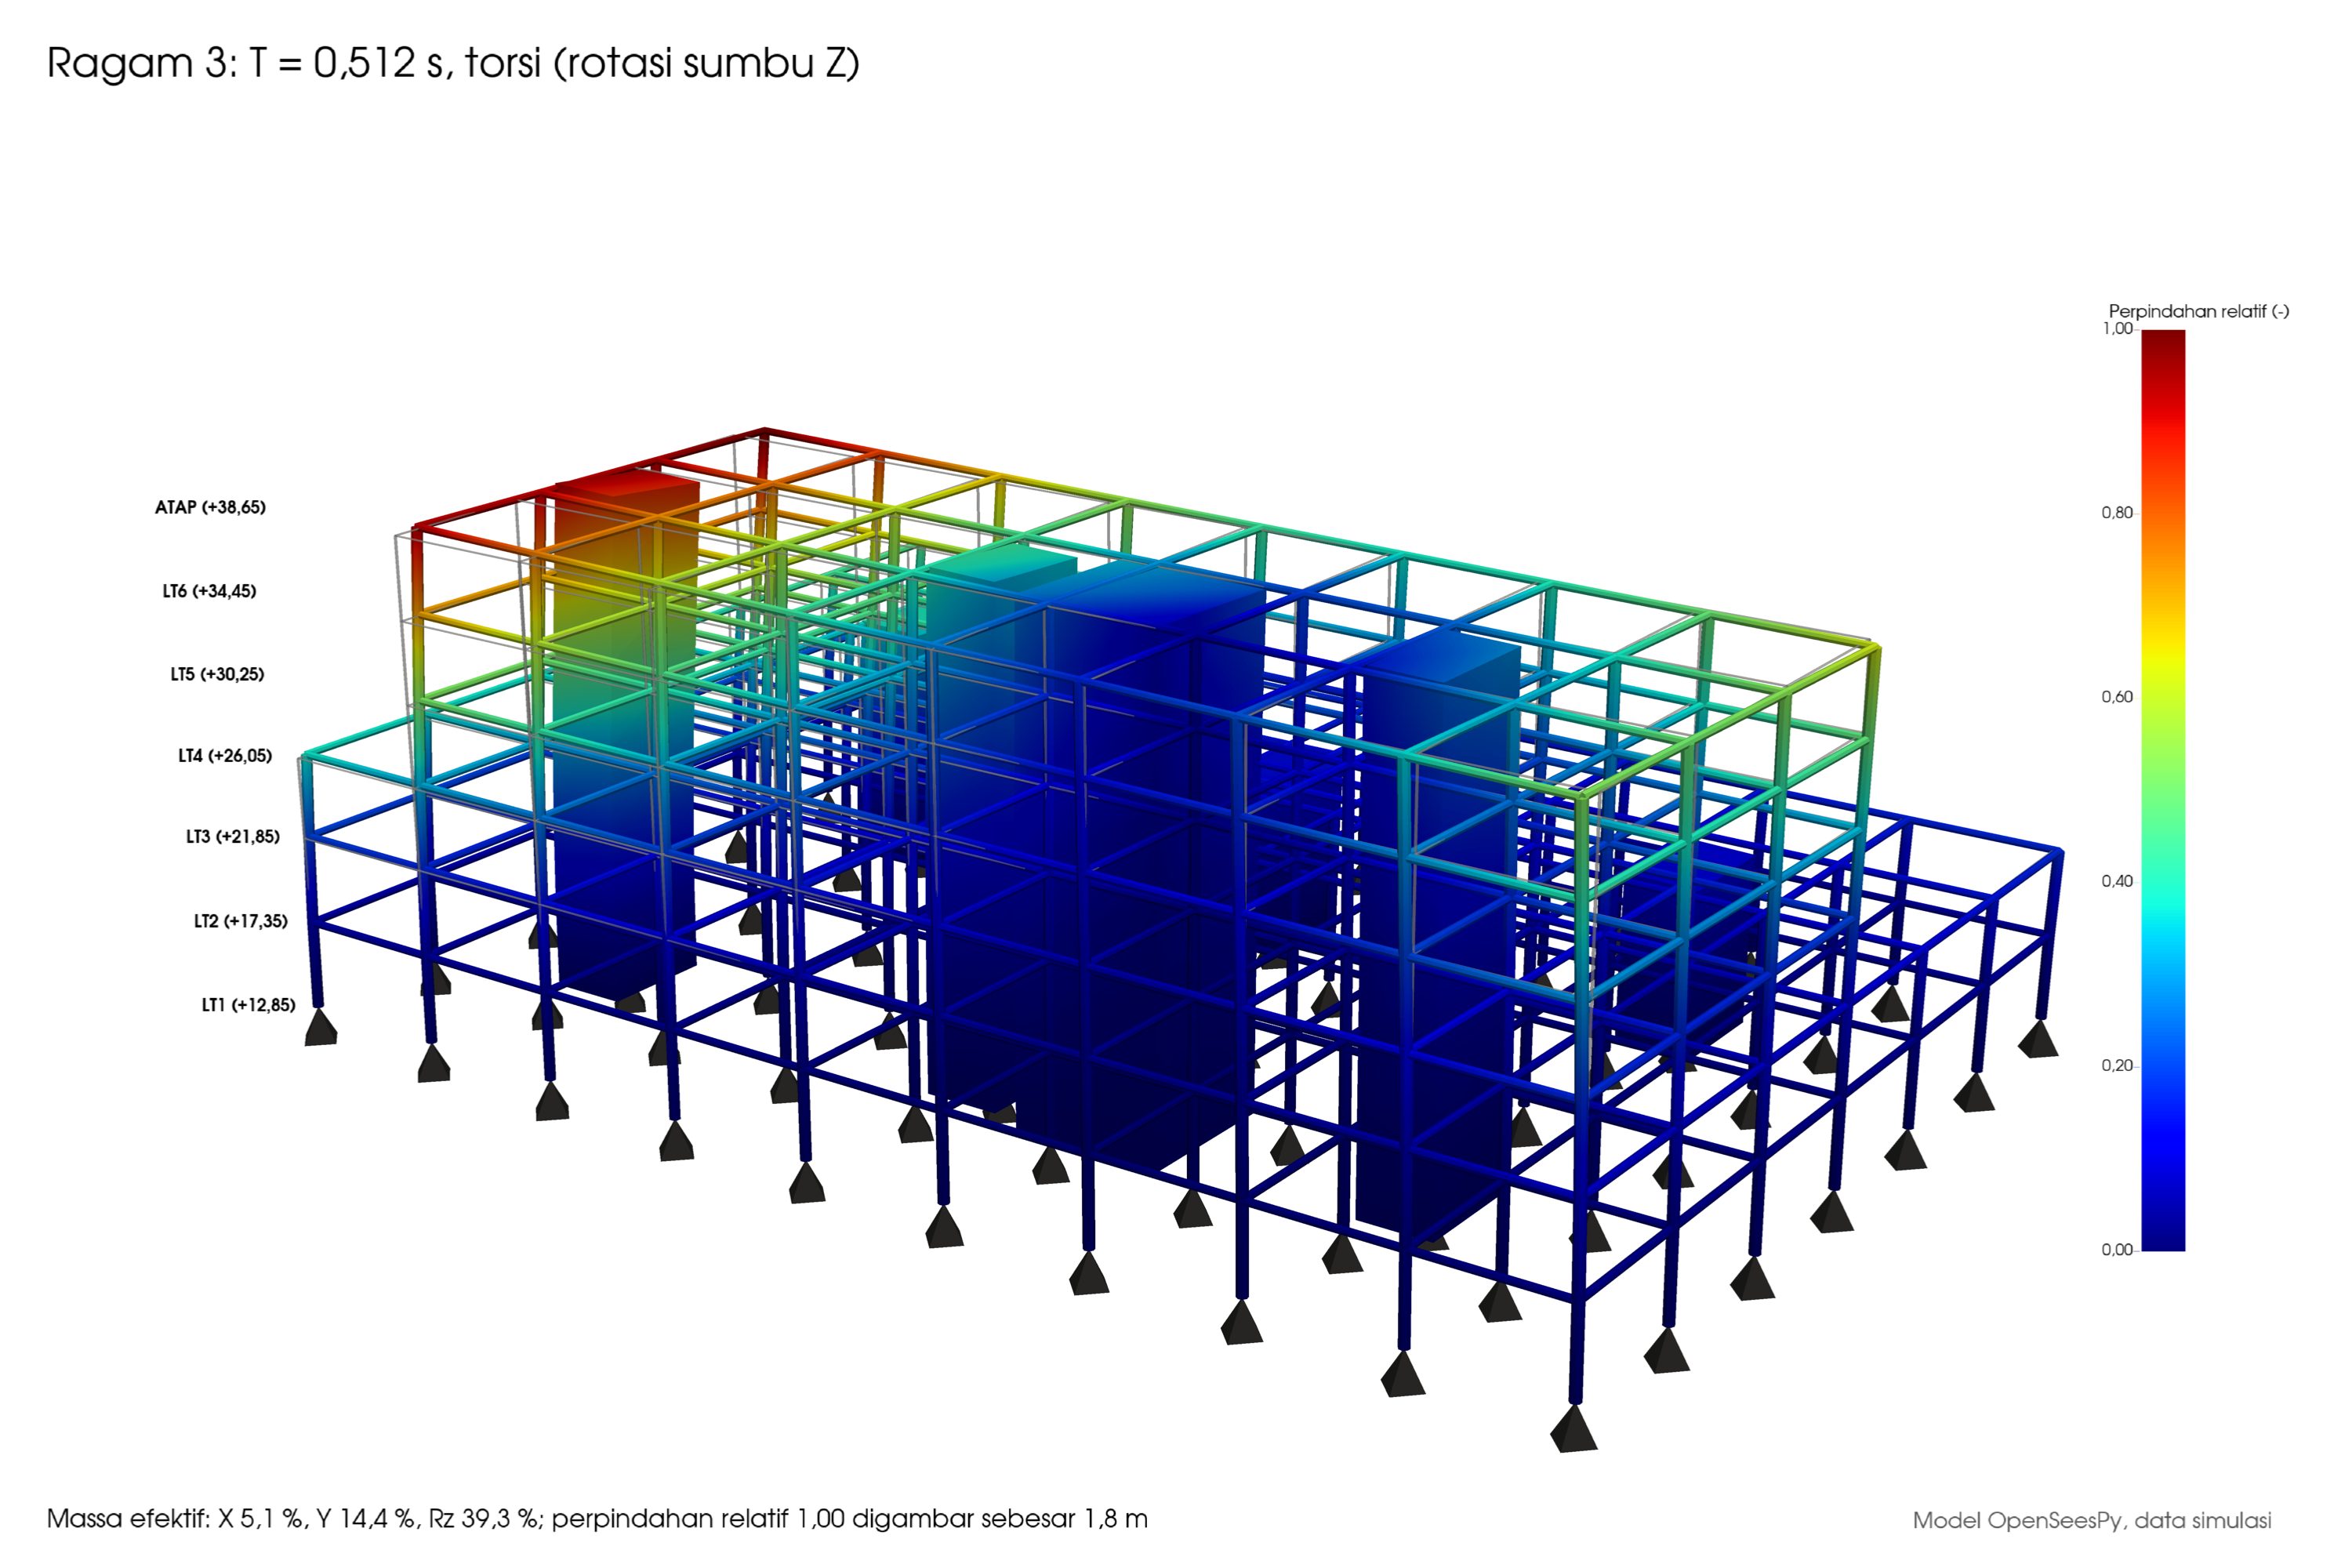 Ragam 3: T = 0,512 s, torsi (rotasi sumbu Z)
Perpindahan relatif (-)
1,00
0,80
0,60
0,40
0,20
0,00
ATAP (+38,65)
LT6 (+34,45)
LT5 (+30,25)
LT4 (+26,05)
LT3 (+21,85)
LT2 (+17,35)
LT1 (+12,85)
Massa efektif: X 5,1 %, Y 14,4 %, Rz 39,3 %; perpindahan relatif 1,00 digambar sebesar 1,8 m
Model OpenSeesPy, data simulasi